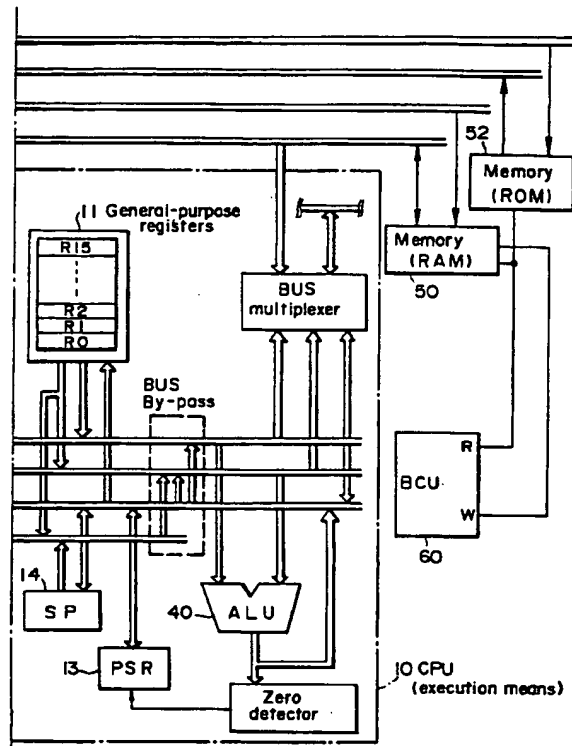 52
Memory
(ROM)
11 General-purpose
registers
R15
R2
R1
R0
Memory
(RAM)
50
BUS
multiplexer
BUS
By-pass
BCU
R
W
60
14
SP
40
ALU
13
PSR
10 CPU
(execution means)
Zero
detector